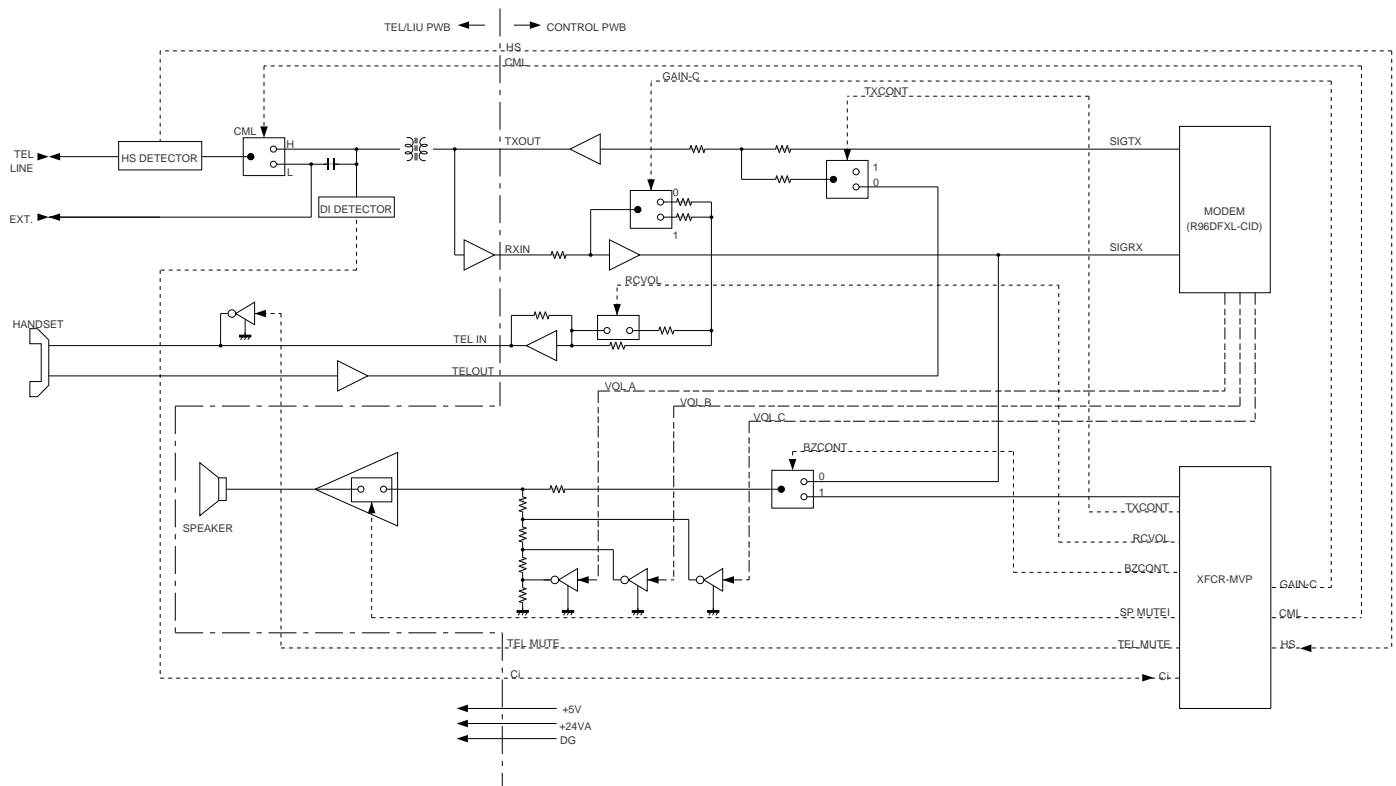 TEL/LIU PWB
CONTROL PWB
HS
CML
GAIN-C
TXCONT
CML
H
TEL
LINE
HS DETECTOR
TXOUT
SIGTX
L
1
0
0
DI DETECTOR
EXT.
MODEM
(R96DFXL-CID)
1
RXIN
SIGRX
RCVOL
HANDSET
TEL IN
TELOUT
VOL A
VOL B
VOL C
BZCONT
0
1
SPEAKER
TXCONT
RCVOL
BZCONT
XFCR-MVP
GAIN-C
SP MUTEI
CML
TEL MUTE
TEL MUTE
HS
Ci
Ci
+5V
+24VA
DG